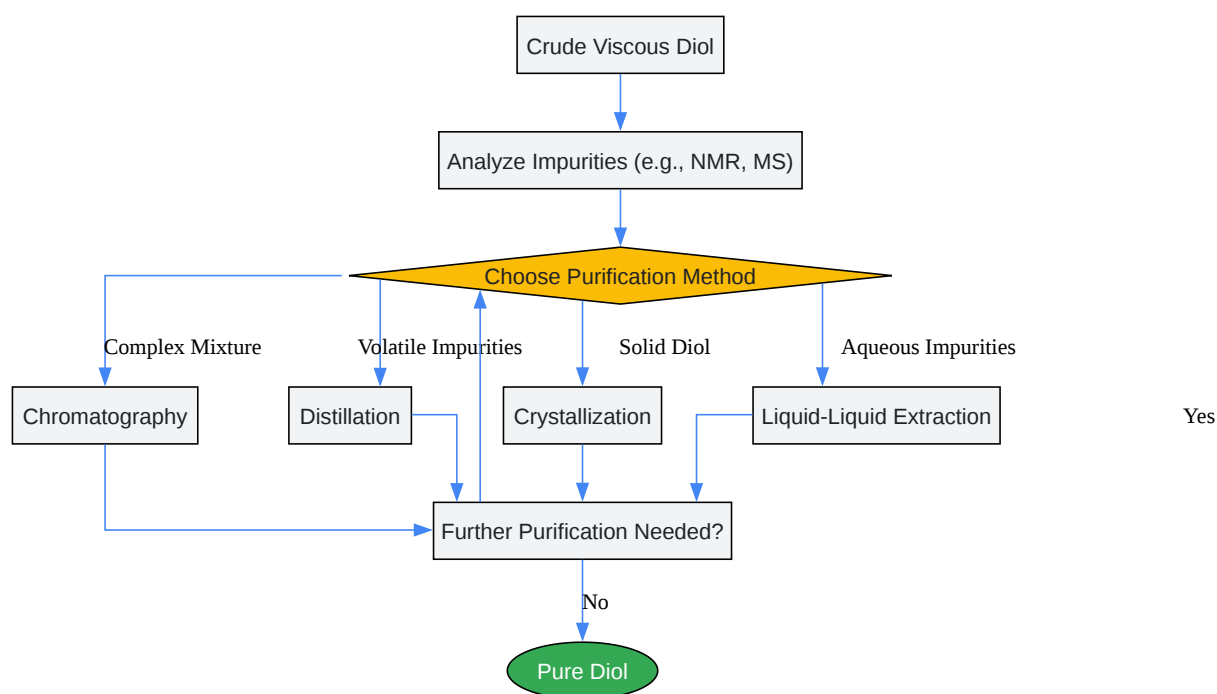 Crude Viscous Diol
Analyze Impurities (e.g., NMR, MS)
Choose Purification Method
Complex Mixture
Volatile Impurities
Solid Diol
Aqueous Impurities
Chromatography
Distillation
Crystallization
Liquid-Liquid Extraction
Yes
Further Purification Needed?
No
Pure Diol